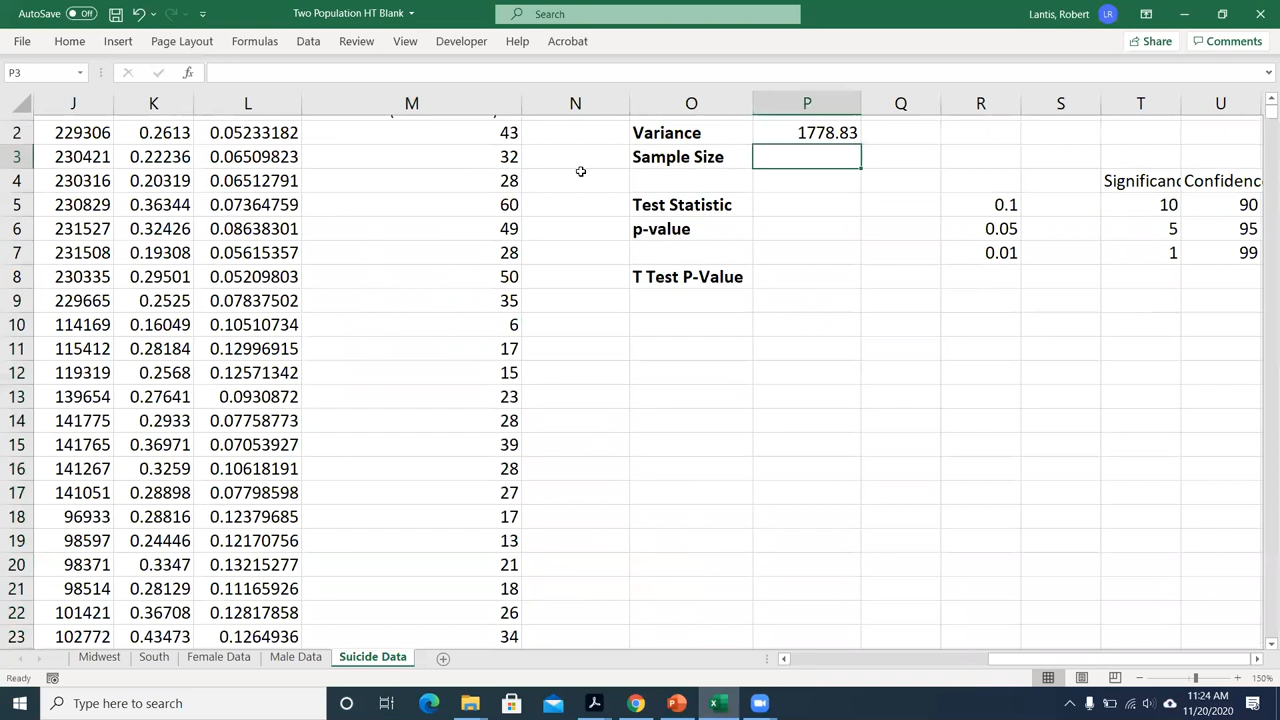 AutoSave Off Two Population HT Blank Search Lantis, Robert LR
File Home Insert Page Layout Formulas Data Review View Developer Help Acrobat Share Comments
P3 fx
J K L M N O P Q R S T U
2 229306 0.2613 0.05233182 43 Variance 1778.83
3 230421 0.22236 0.06509823 32 Sample Size
4 230316 0.20319 0.06512791 28 Significanc Confidence
5 230829 0.36344 0.07364759 60 Test Statistic 0.1 10 90
6 231527 0.32426 0.08638301 49 p-value 0.05 5 95
7 231508 0.19308 0.05615357 28 0.01 1 99
8 230335 0.29501 0.05209803 50 T Test P-Value
9 229665 0.2525 0.07837502 35
10 114169 0.16049 0.10510734 6
11 115412 0.28184 0.12996915 17
12 119319 0.2568 0.12571342 15
13 139654 0.27641 0.0930872 23
14 141775 0.2933 0.07758773 28
15 141765 0.36971 0.07053927 39
16 141267 0.3259 0.10618191 28
17 141051 0.28898 0.07798598 27
18 96933 0.28816 0.12379685 17
19 98597 0.24446 0.12170756 13
20 98371 0.3347 0.13215277 21
21 98514 0.28129 0.11165926 18
22 101421 0.36708 0.12817858 26
23 102772 0.43473 0.1264936 34
Midwest South Female Data Male Data Suicide Data
Ready 150%
Type here to search 11:24 AM
11/20/2020